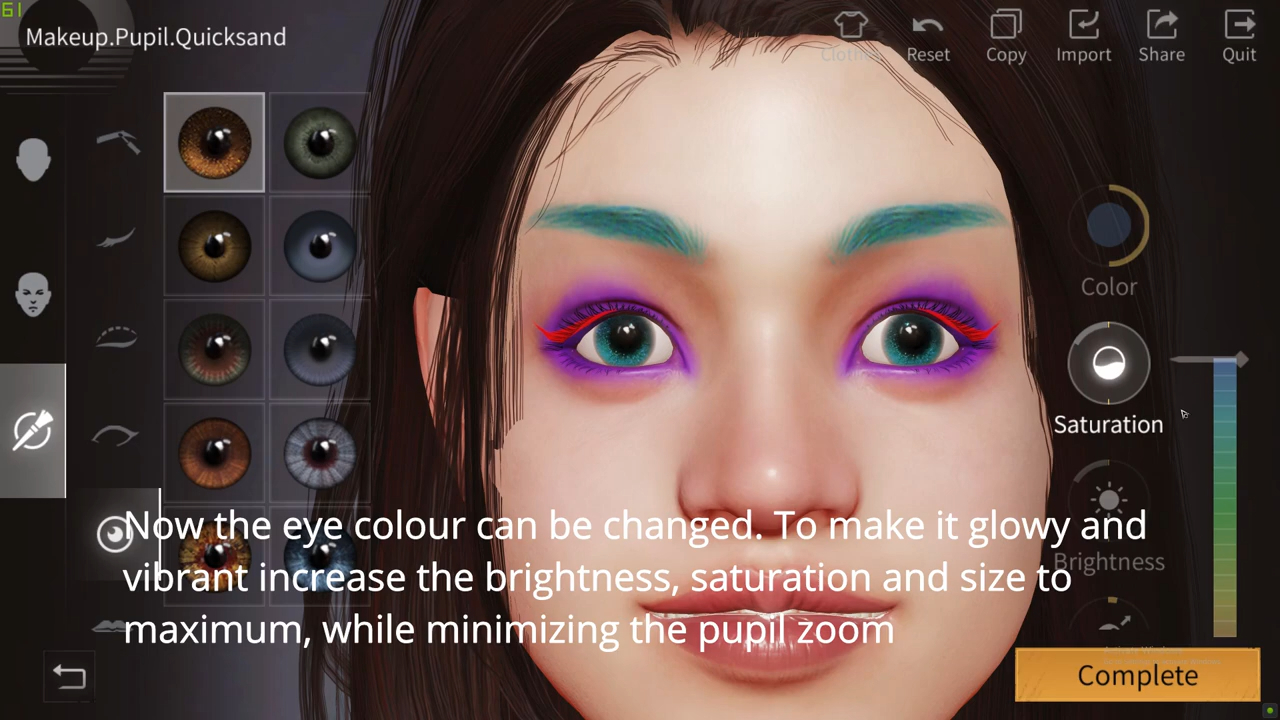 61
Makeup.Pupil.Quicksand
Clothes
Reset
Copy
Import
Share
Quit
Color
Saturation
Brightness
Now the eye colour can be changed. To make it glowy and
vibrant increase the brightness, saturation and size to
maximum, while minimizing the pupil zoom
Activate Windows
Complete